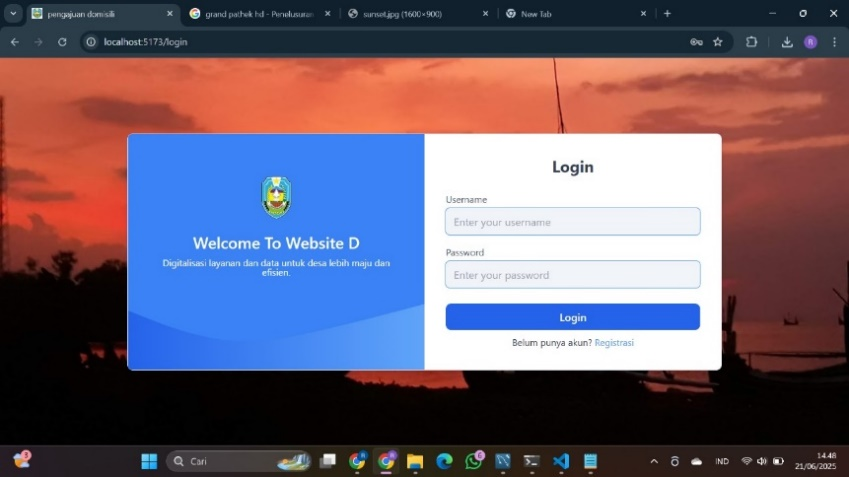 pengajuan domisili
grand pathek hd - Penelusuran
sunset.jpg (1600×900)
New Tab
localhost:5173/login
Welcome To Website D
Digitalisasi layanan dan data untuk desa lebih maju dan
efisien.
Login
Username
Enter your username
Password
Enter your password
Login
Belum punya akun? Registrasi
Cari
IND
14.48
21/06/2025